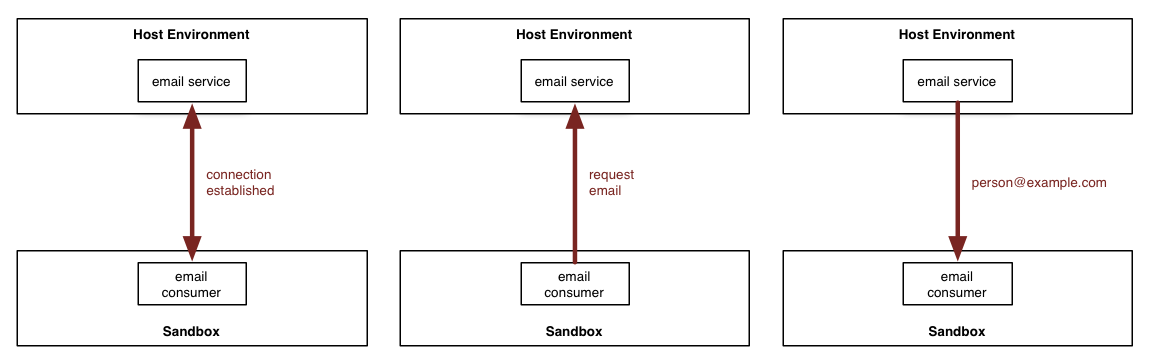 Host Environment
email service
connection
established
email
consumer
Sandbox
Host Environment
email service
request
email
email
consumer
Sandbox
Host Environment
email service
person@example.com
email
consumer
Sandbox